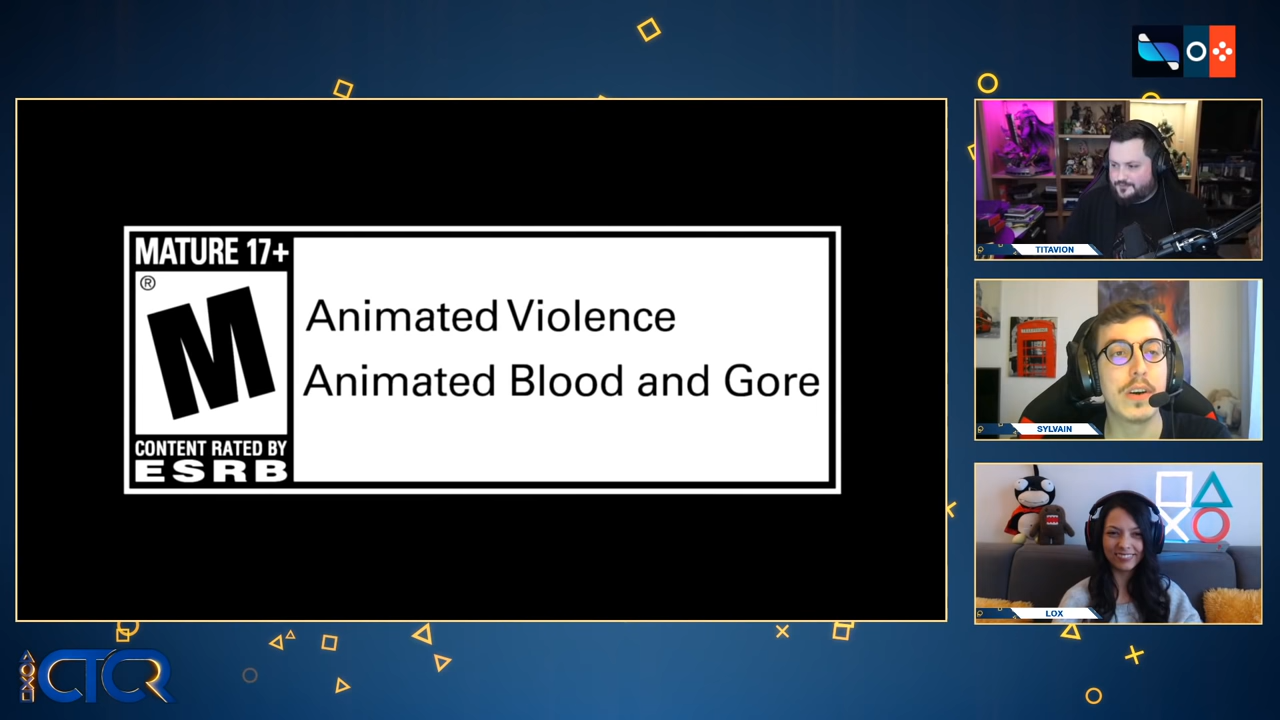 MATURE 17+
®
M
CONTENT RATED BY
ESRB
Animated Violence
Animated Blood and Gore
TITAVION
SYLVAIN
LOX
CTCR